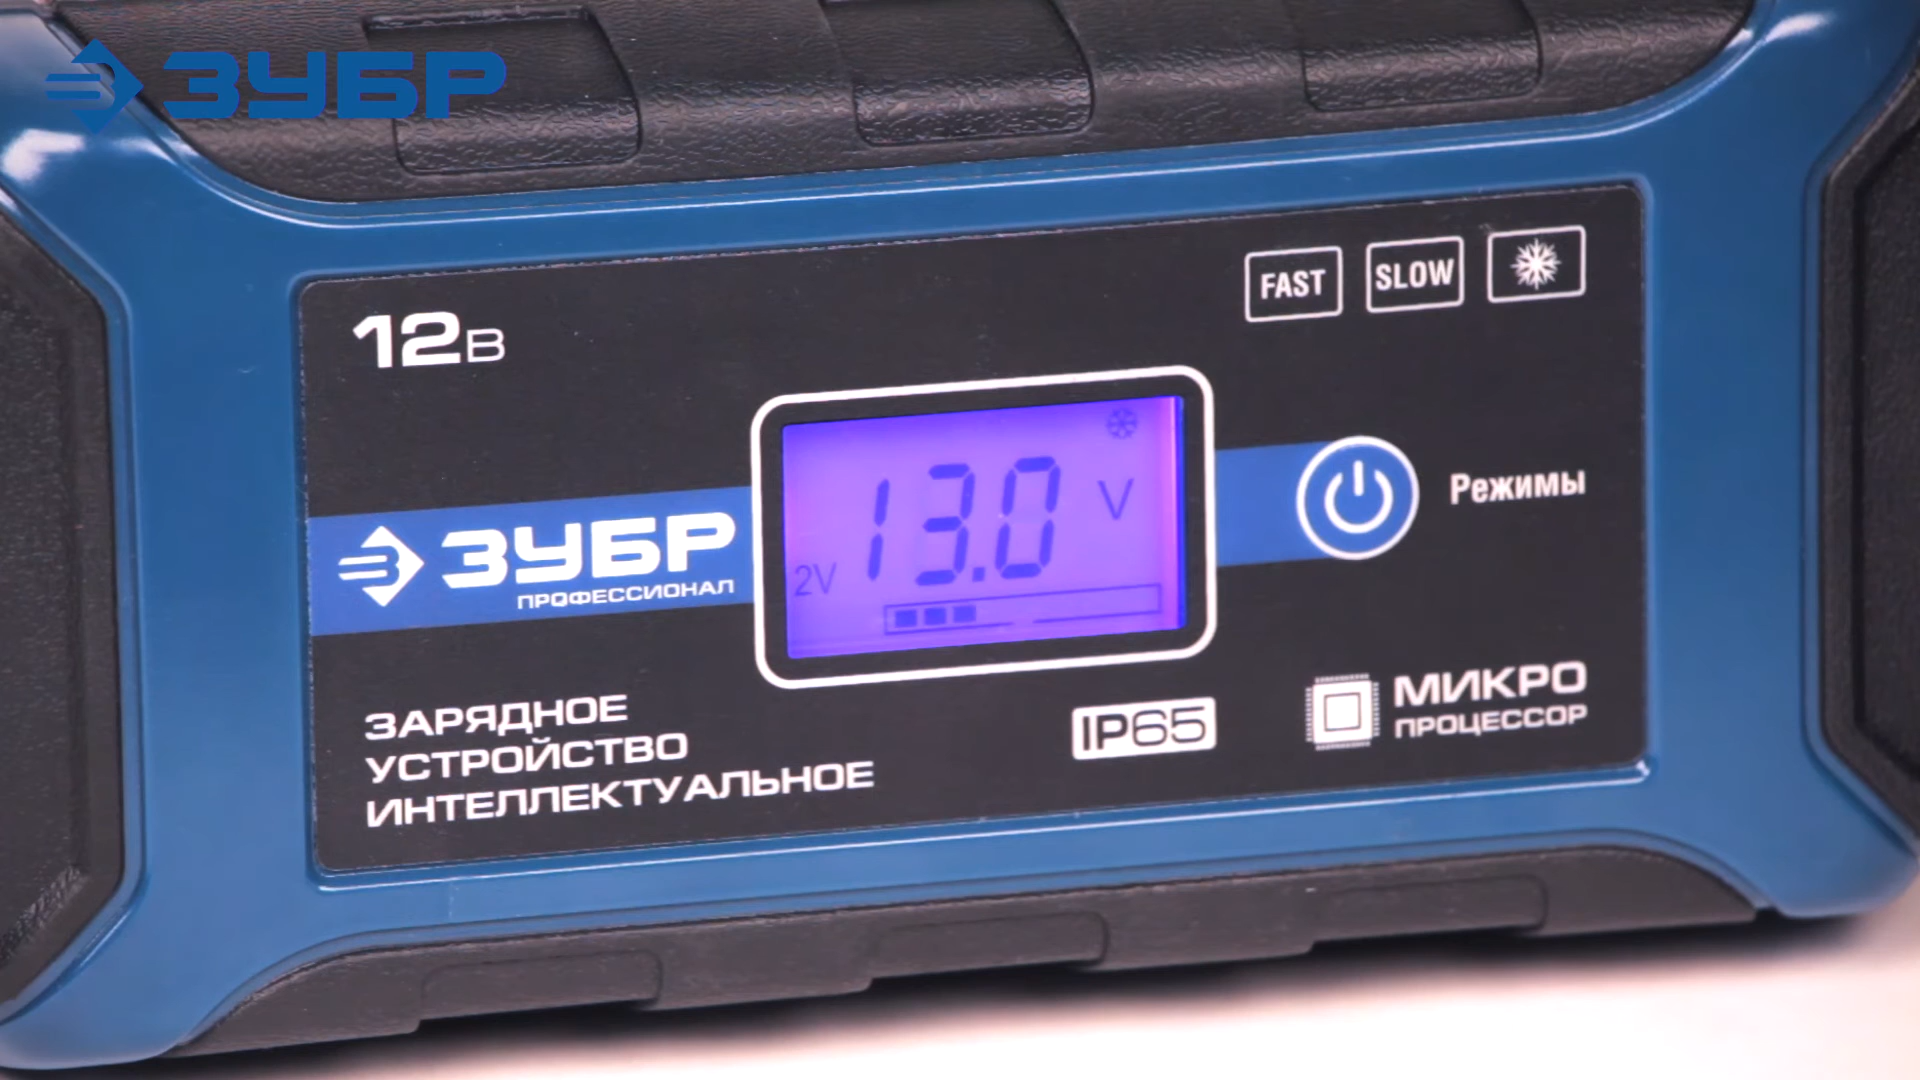 ЗУБР
FAST SLOW
12В
13.0 V
2V
Режимы
ЗУБР
ПРОФЕССИОНАЛ
ЗАРЯДНОЕ
УСТРОЙСТВО
ИНТЕЛЛЕКТУАЛЬНОЕ
IP65
МИКРО
ПРОЦЕССОР